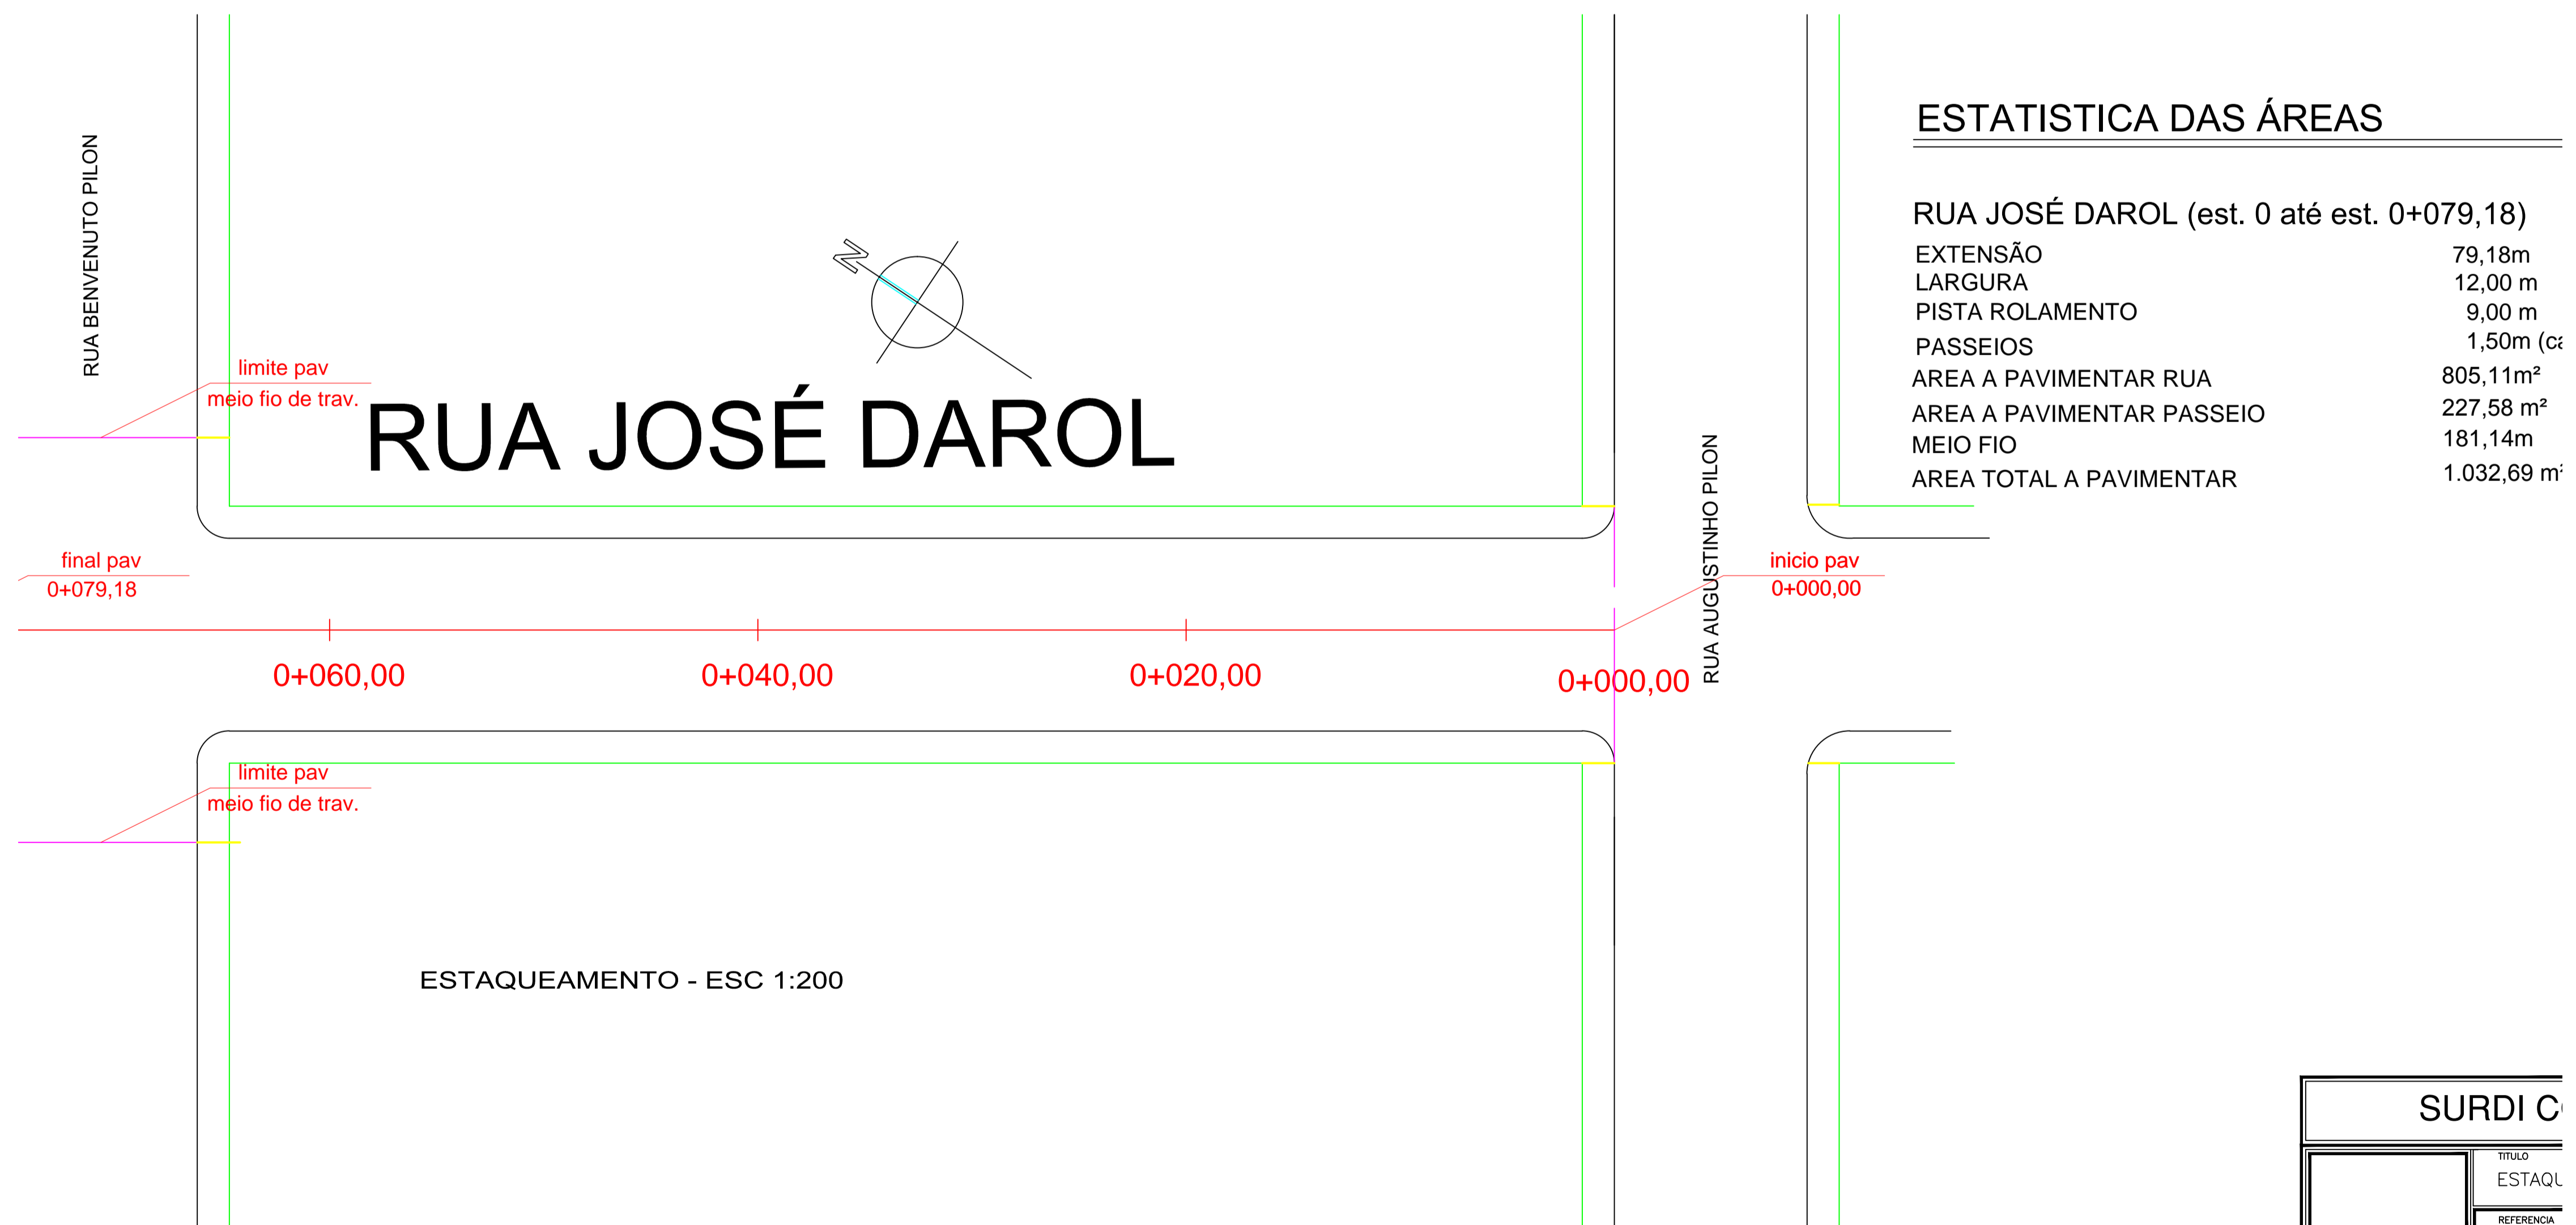 RUA BENVENUTO PILON
limite pav
meio fio de trav.
N
RUA JOSÉ DAROL
final pav
0+079,18
0+060,00
0+040,00
0+020,00
0+000,00
RUA AUGUSTINHO PILON
inicio pav
0+000,00
limite pav
meio fio de trav.
ESTAQUEAMENTO - ESC 1:200
ESTATISTICA DAS ÁREAS
RUA JOSÉ DAROL (est. 0 até est. 0+079,18)
EXTENSÃO 79,18m
LARGURA 12,00 m
PISTA ROLAMENTO 9,00 m
PASSEIOS 1,50m (ca
AREA A PAVIMENTAR RUA 805,11m²
AREA A PAVIMENTAR PASSEIO 227,58 m²
MEIO FIO 181,14m
AREA TOTAL A PAVIMENTAR 1.032,69 m²
SURDI C
TITULO
ESTAQU
REFERENCIA